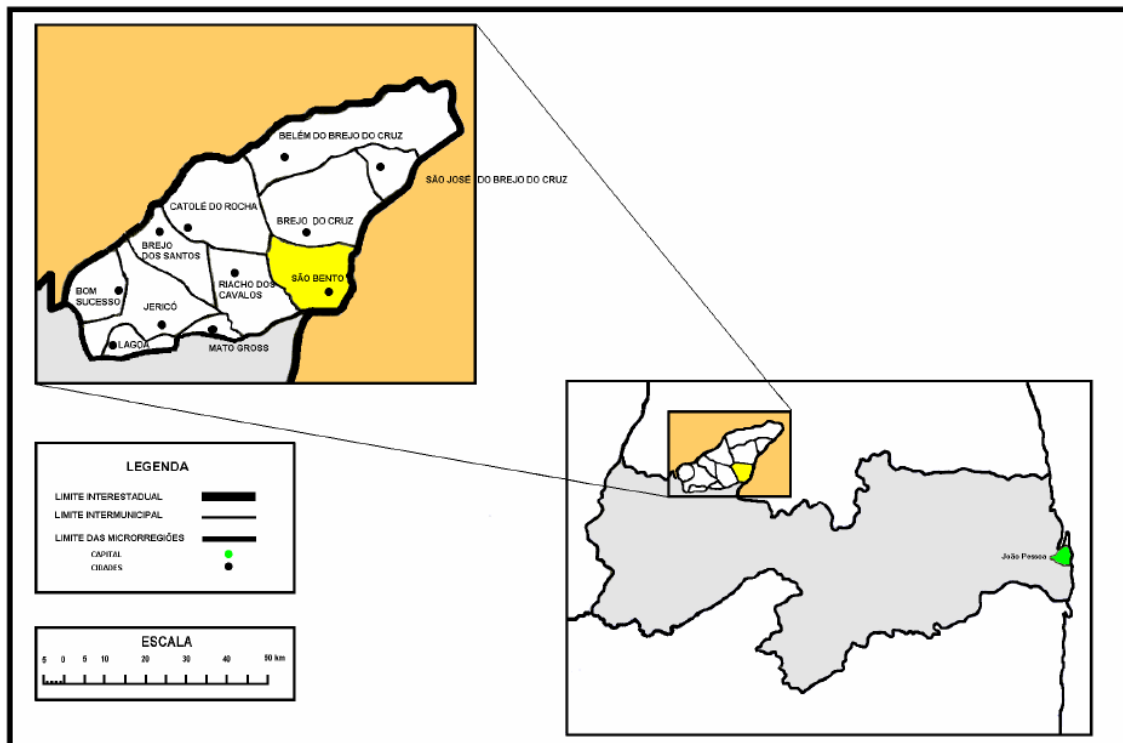 BELÉM DO BREJO DO CRUZ
SÃO JOSÉ DO BREJO DO CRUZ
CATOLÉ DO ROCHA
BREJO DO CRUZ
BREJO
DOS SANTOS
SÃO BENTO
RIACHO DOS
CAVALOS
BOM
SUCESSO
JERICÓ
LAGOA
MATO GROSS
LEGENDA
LIMITE INTERESTADUAL
LIMITE INTERMUNICIPAL
LIMITE DAS MICRORREGIÕES
CAPITAL
CIDADES
João Pessoa
ESCALA
5 0 5 10 20 30 40 50 km